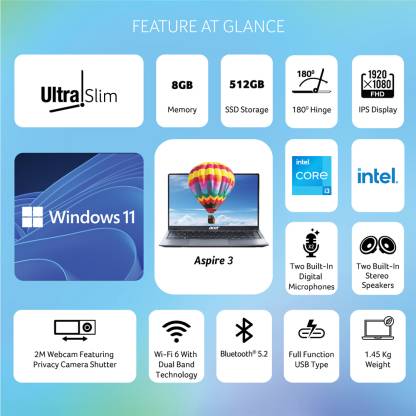 FEATURE AT GLANCE
Ultra Slim
8GB
Memory
512GB
SSD Storage
180⁰
180⁰ Hinge
1920
×1080
FHD
IPS Display
Windows 11
acer
Aspire 3
intel
CORE
i3
intel.
Two Built-In
Digital
Microphones
Two Built-In
Stereo
Speakers
2M Webcam Featuring
Privacy Camera Shutter
Wi-Fi 6 With
Dual Band
Technology
Bluetooth® 5.2
Full Function
USB Type
1.45 Kg
Weight